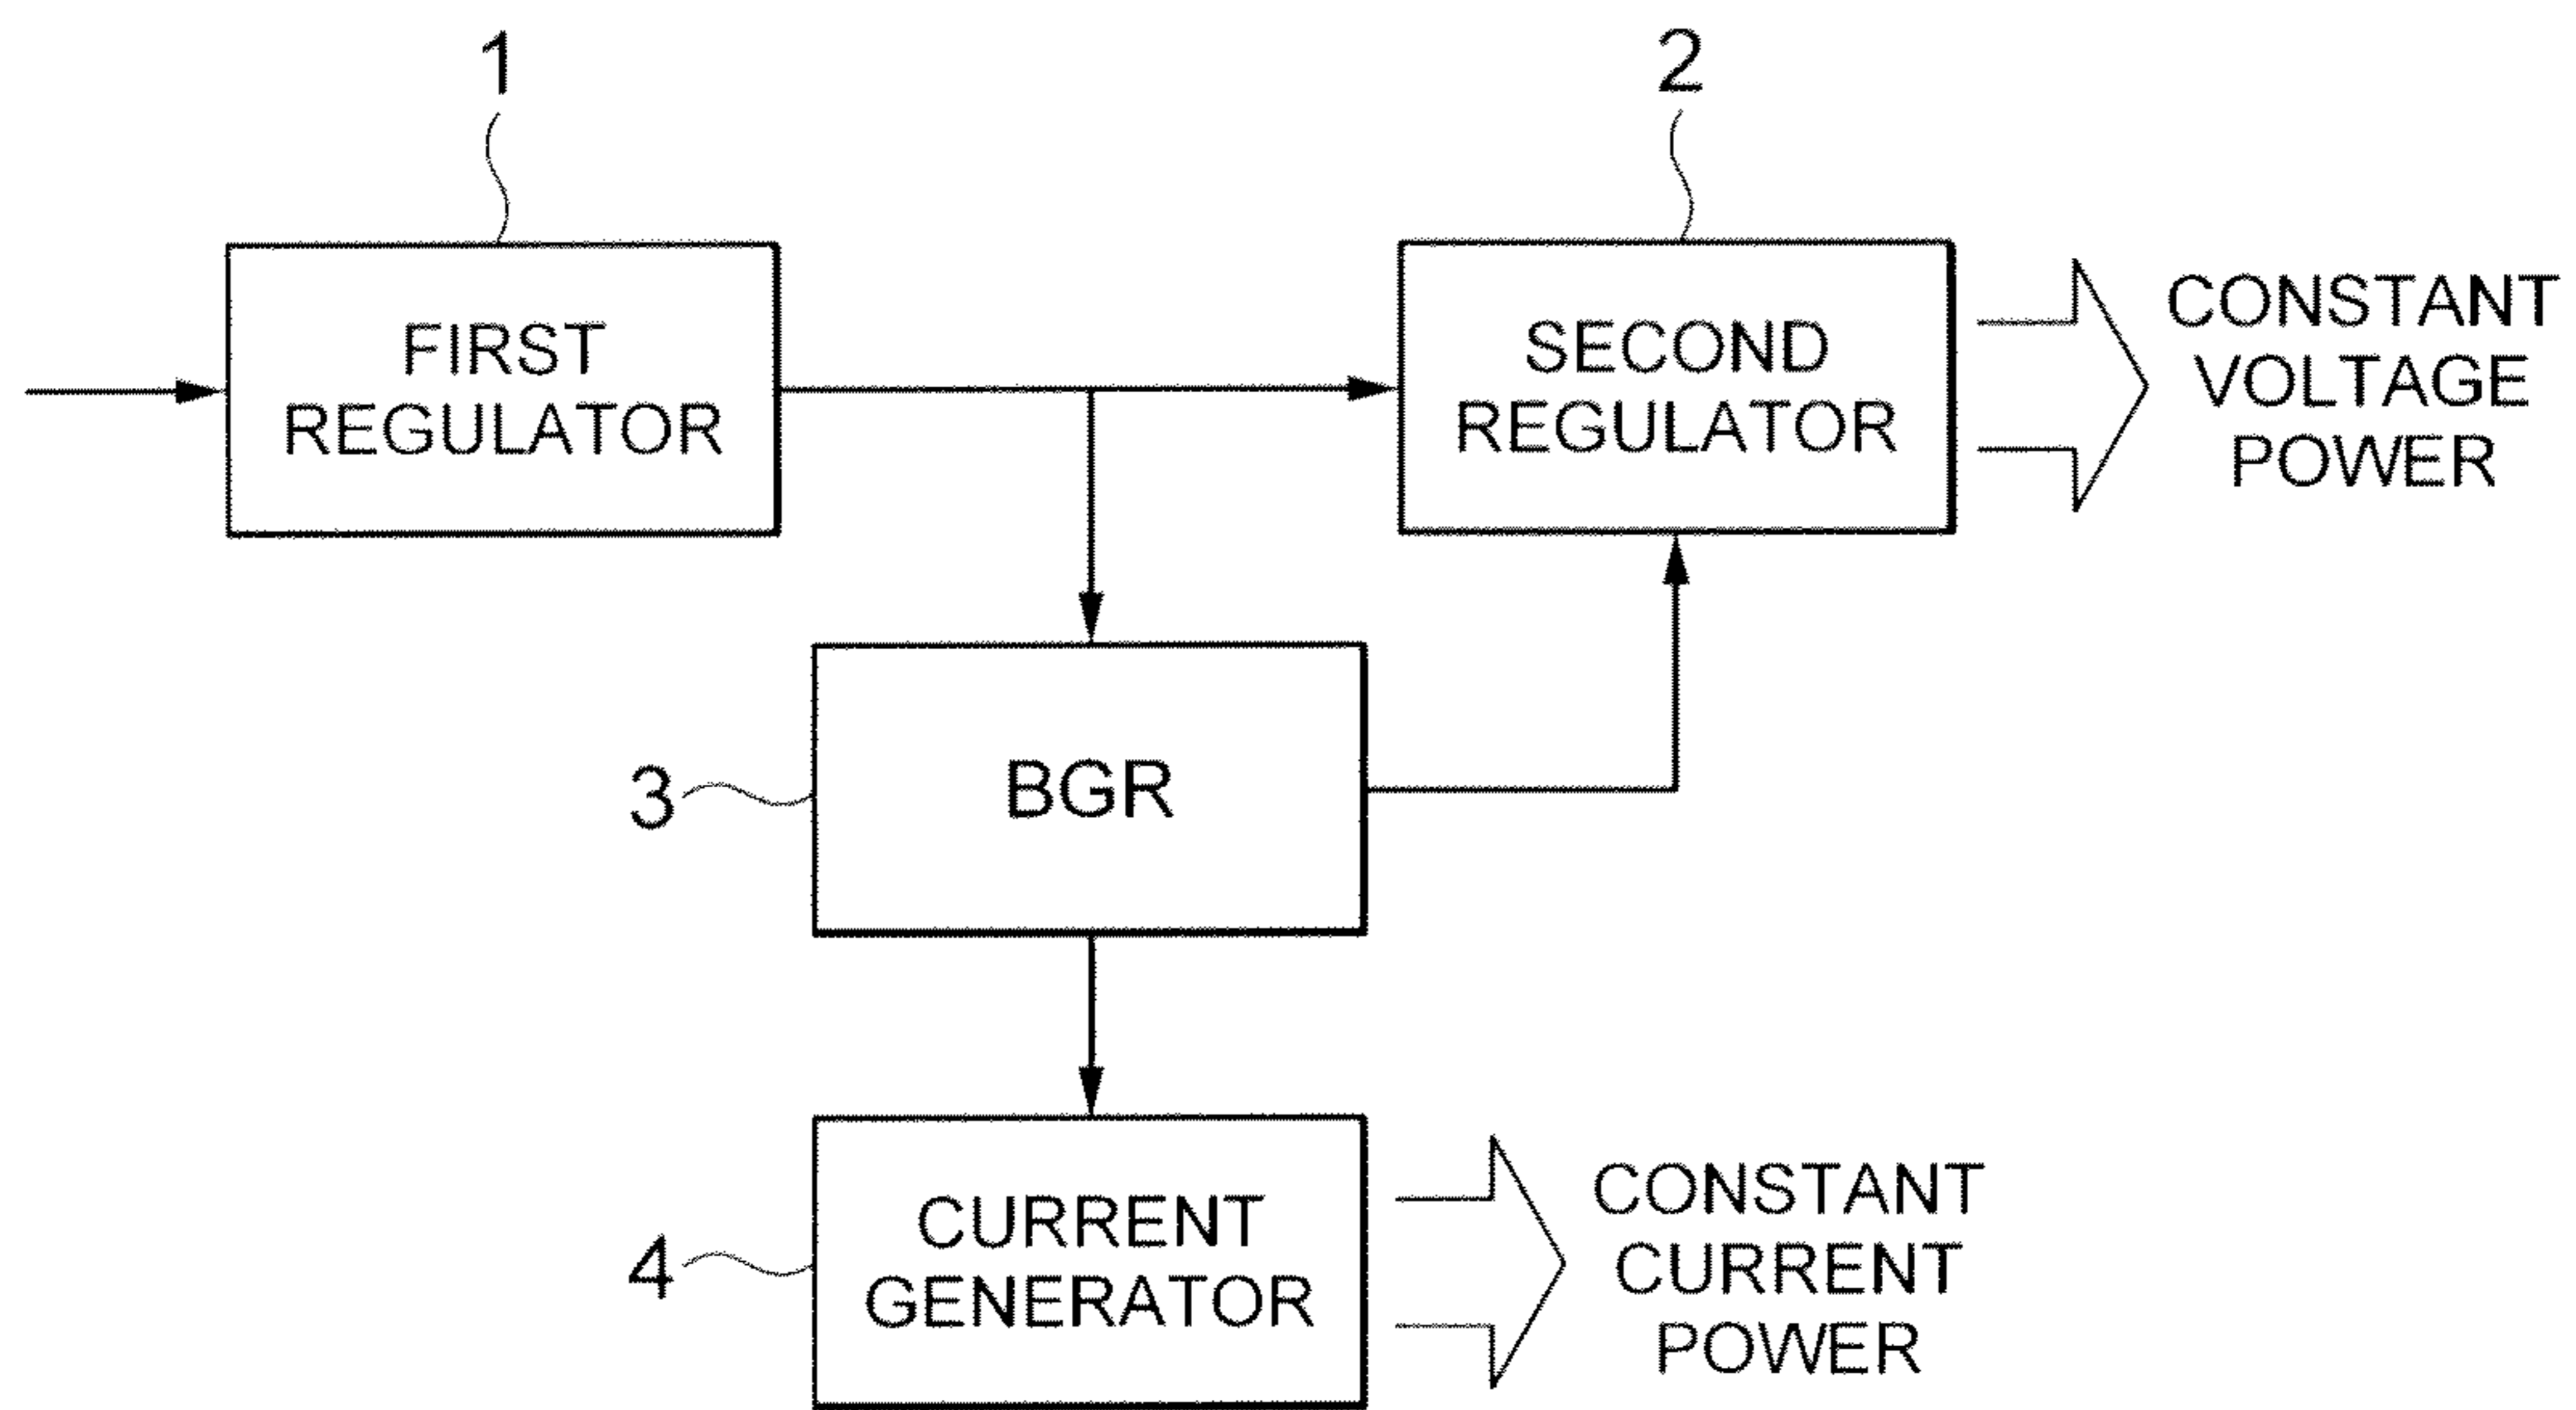 1
2
FIRST
REGULATOR
SECOND
REGULATOR
CONSTANT
VOLTAGE
POWER
3
BGR
4
CURRENT
GENERATOR
CONSTANT
CURRENT
POWER